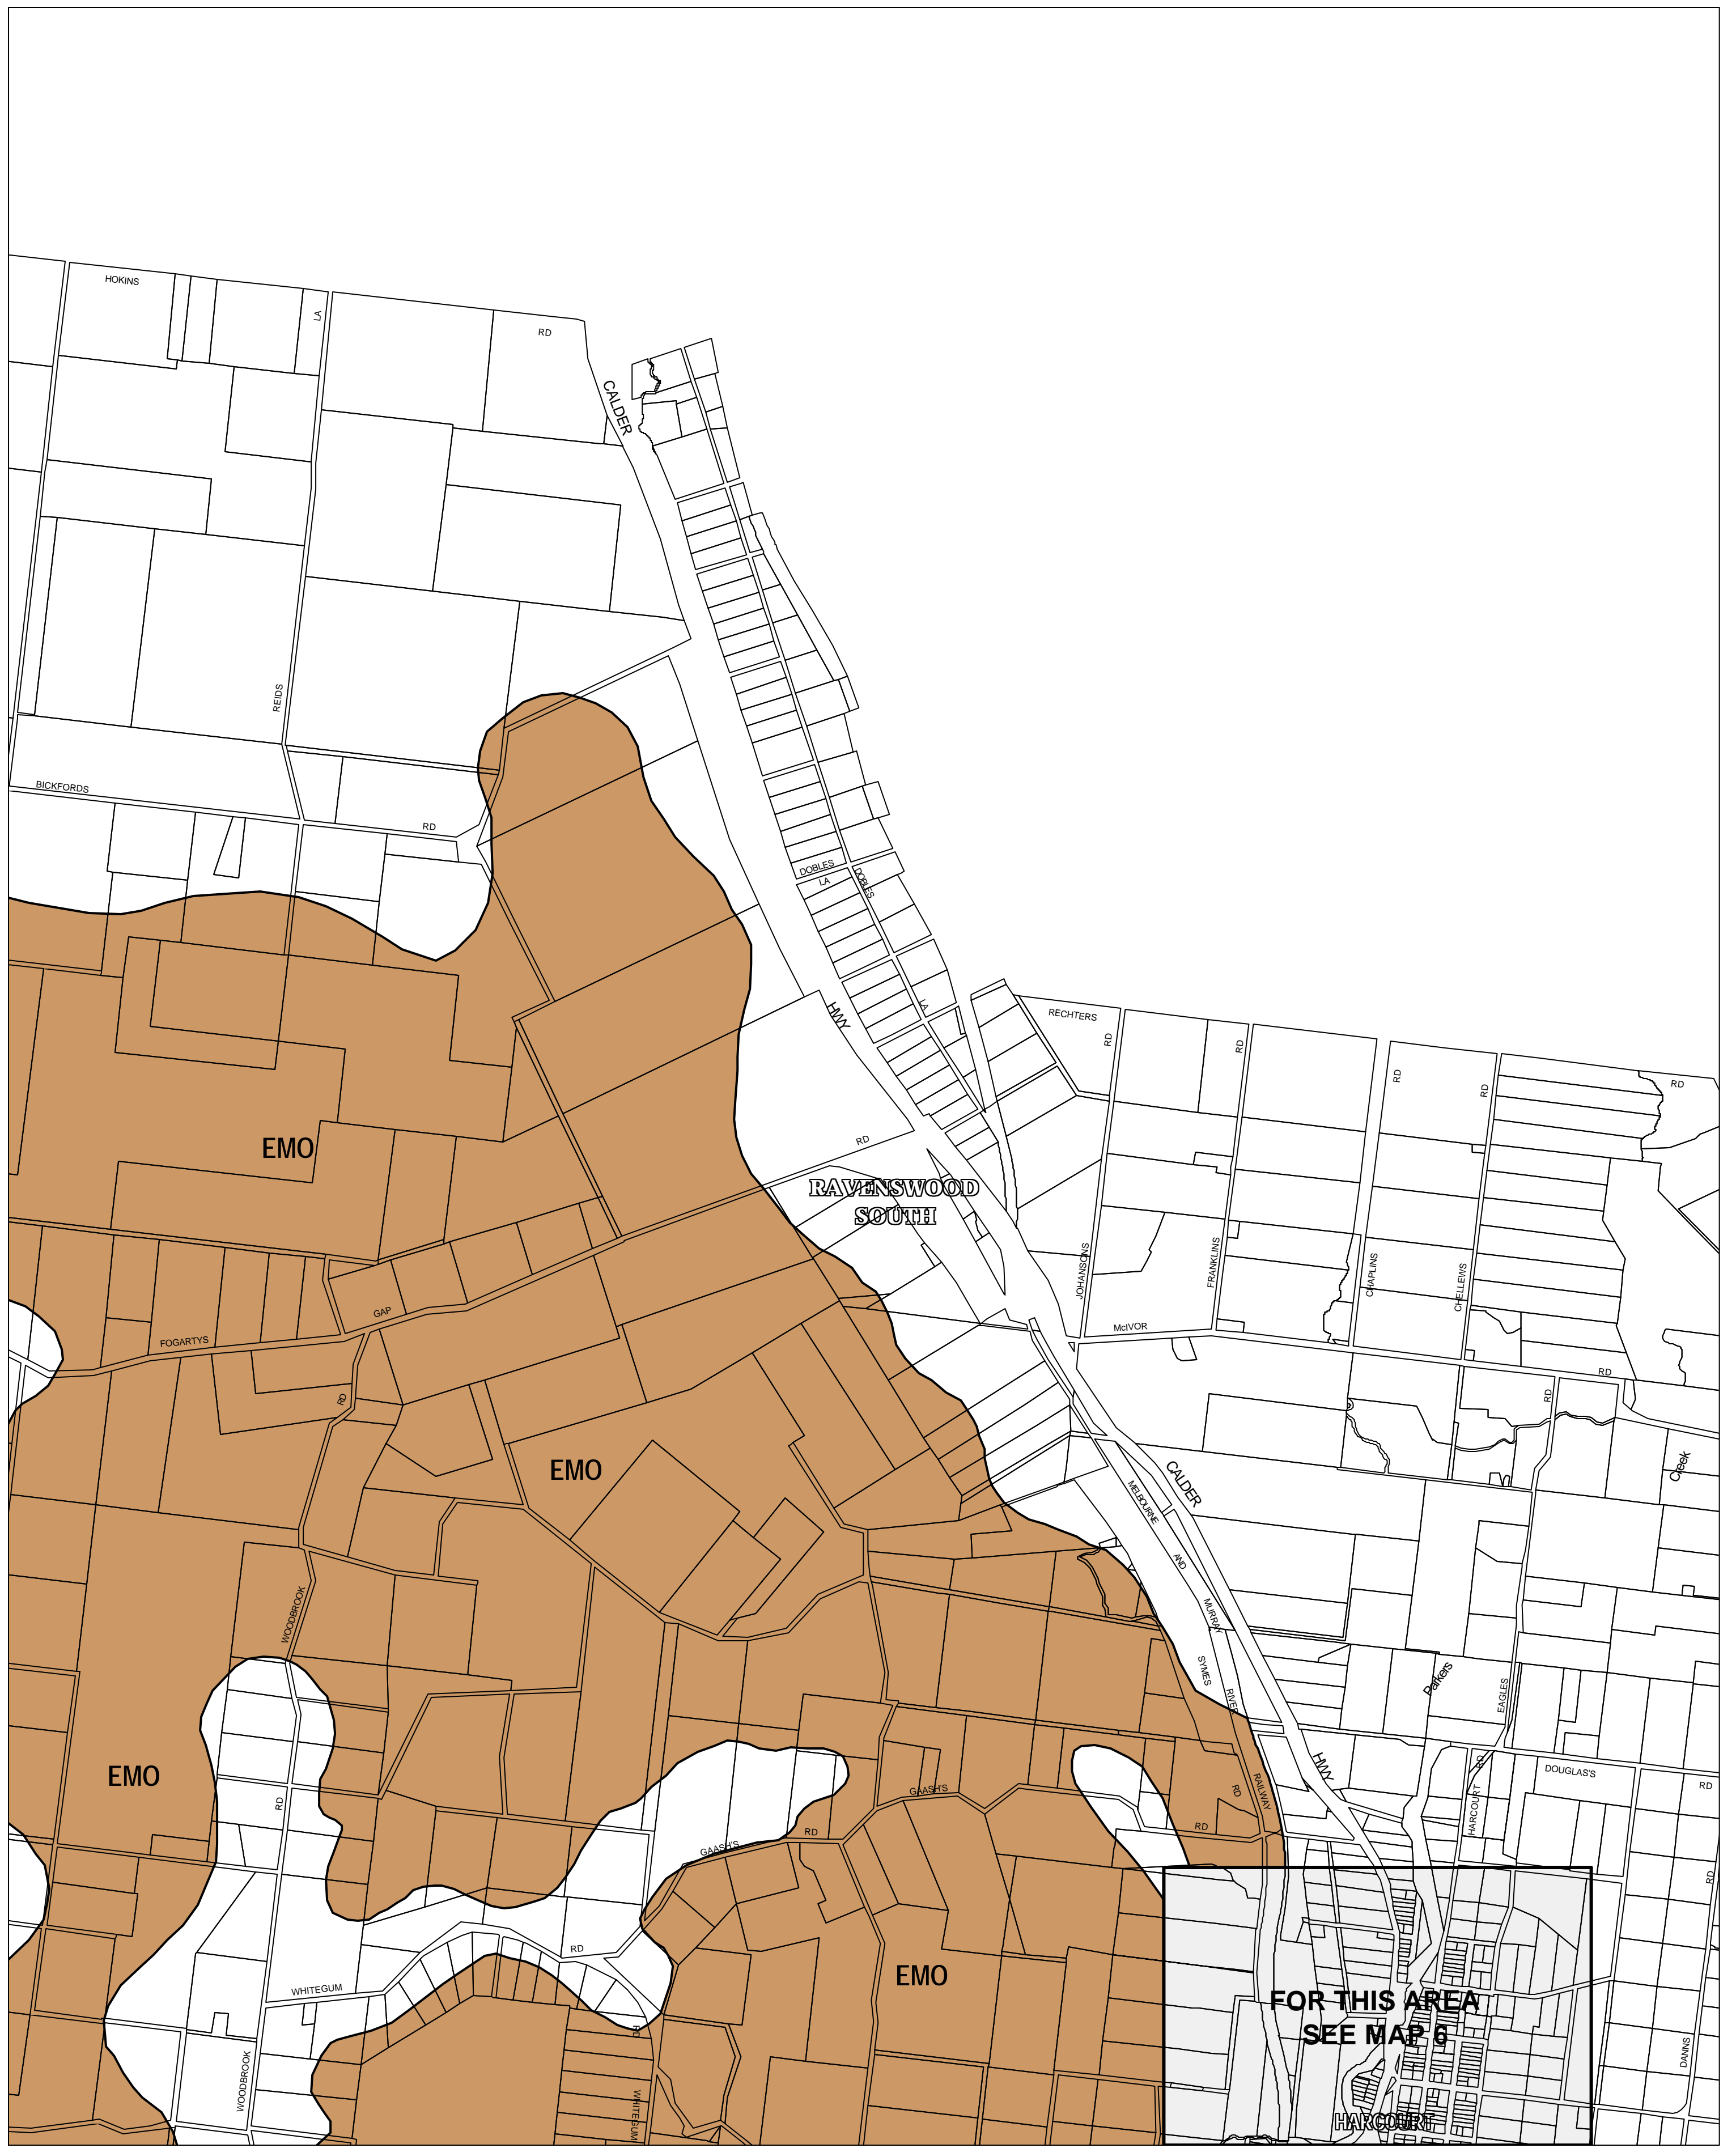 HOKINS
LA
RD
CALDER
REIDS
BICKFORDS
RD
DOBLES
LA
DOBLES
LA
HWY
RECHTERS
RD
RD
RD
RD
RD
RD
EMO
RAVENSWOOD
SOUTH
JOHANSONS
FRANKLINS
CHAPLINS
CHELLEWS
GAP
FOGARTYS
McIVOR
RD
RD
RD
EMO
CALDER
Creek
MELBOURNE
AND
MURRAY
RIVER
RAILWAY
WOODBROOK
SYMES
RD
Parkers
EAGLES
RD
EMO
HWY
DOUGLAS'S
RD
HARCOURT
RD
GAASH'S
RD
RD
GAASH'S
RD
RD
EMO
WHITEGUM
RD
FOR THIS AREA
SEE MAP 6
RD
WOODBROOK
WHITEGUM
DANNS
HARCOURT